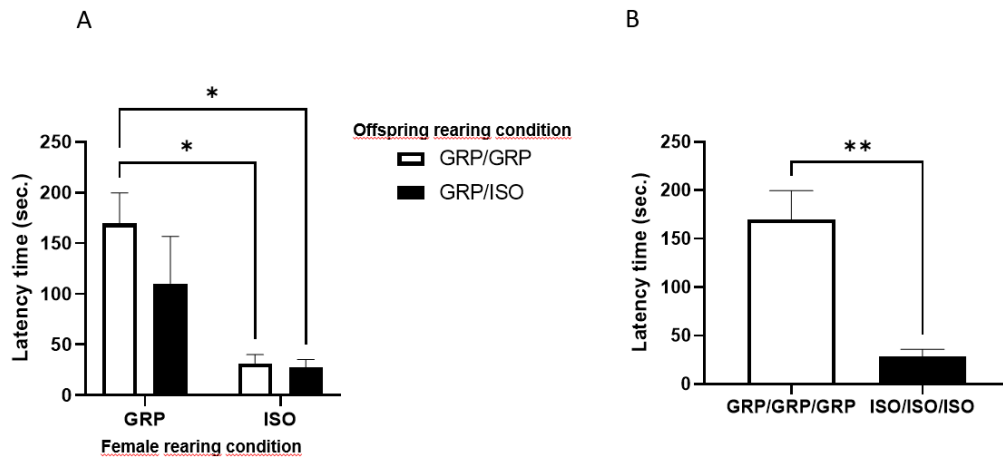 A
*
*
Latency time (sec.)
250
200
150
100
50
0
GRP
ISO
Female rearing condition
Offspring rearing condition
GRP/GRP
GRP/ISO
B
**
Latency time (sec.)
250
200
150
100
50
0
GRP/GRP/GRP
ISO/ISO/ISO